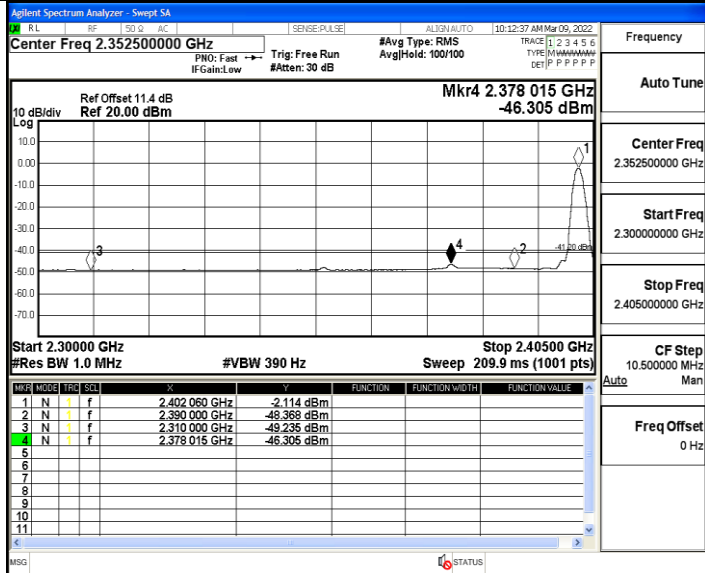 Agilent Spectrum Analyzer - Swept SA
RL RF 50 Ω AC SENSE:PULSE ALIGNAUTO 10:12:37 AM Mar 09, 2022
Center Freq 2.352500000 GHz
PNO: Fast
IFGain:Low
Trig: Free Run
#Atten: 30 dB
#Avg Type: RMS
Avg|Hold: 100/100
TRACE 1 2 3 4 5 6
TYPE MWWWWW
DET P P P P P P
Frequency
Auto Tune
Center Freq
2.352500000 GHz
Start Freq
2.300000000 GHz
Stop Freq
2.405000000 GHz
CF Step
10.500000 MHz
Auto Man
Freq Offset
0 Hz
Mkr4 2.378 015 GHz
-46.305 dBm
Ref Offset 11.4 dB
10 dB/div Ref 20.00 dBm
Log
10.0
0.00
-10.0
-20.0
-30.0
-40.0
-50.0
-60.0
-70.0
1
2
3
4
-41.20 dBm
Start 2.30000 GHz Stop 2.40500 GHz
#Res BW 1.0 MHz #VBW 390 Hz Sweep 209.9 ms (1001 pts)
MKR MODE TRC SCL X Y FUNCTION FUNCTION WIDTH FUNCTION VALUE
1 N 1 f 2.402 060 GHz -2.114 dBm
2 N 1 f 2.390 000 GHz -48.368 dBm
3 N 1 f 2.310 000 GHz -49.235 dBm
4 N 1 f 2.378 015 GHz -46.305 dBm
5
6
7
8
9
10
11
MSG STATUS